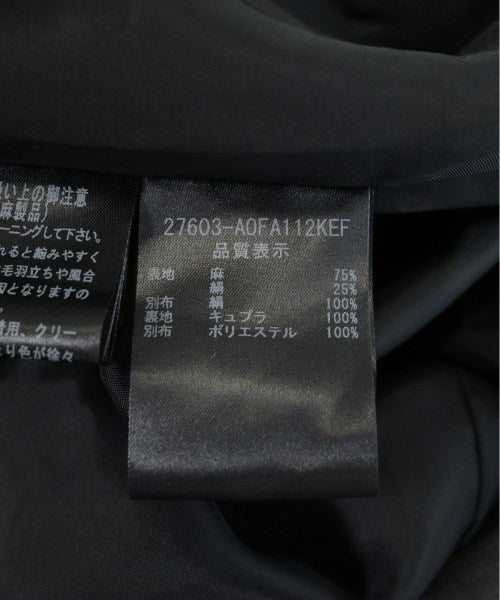 い上の御注意
麻製品)
ーニングして下さい。
れると縮みやすく
毛羽立ちや風合
因となりますの
用、クリー
り色が徐々
27603-AOFA112KEF
品質表示
表地 麻 75%
絹 25%
別布 絹 100%
裏地 キュプラ 100%
別布 ポリエステル 100%